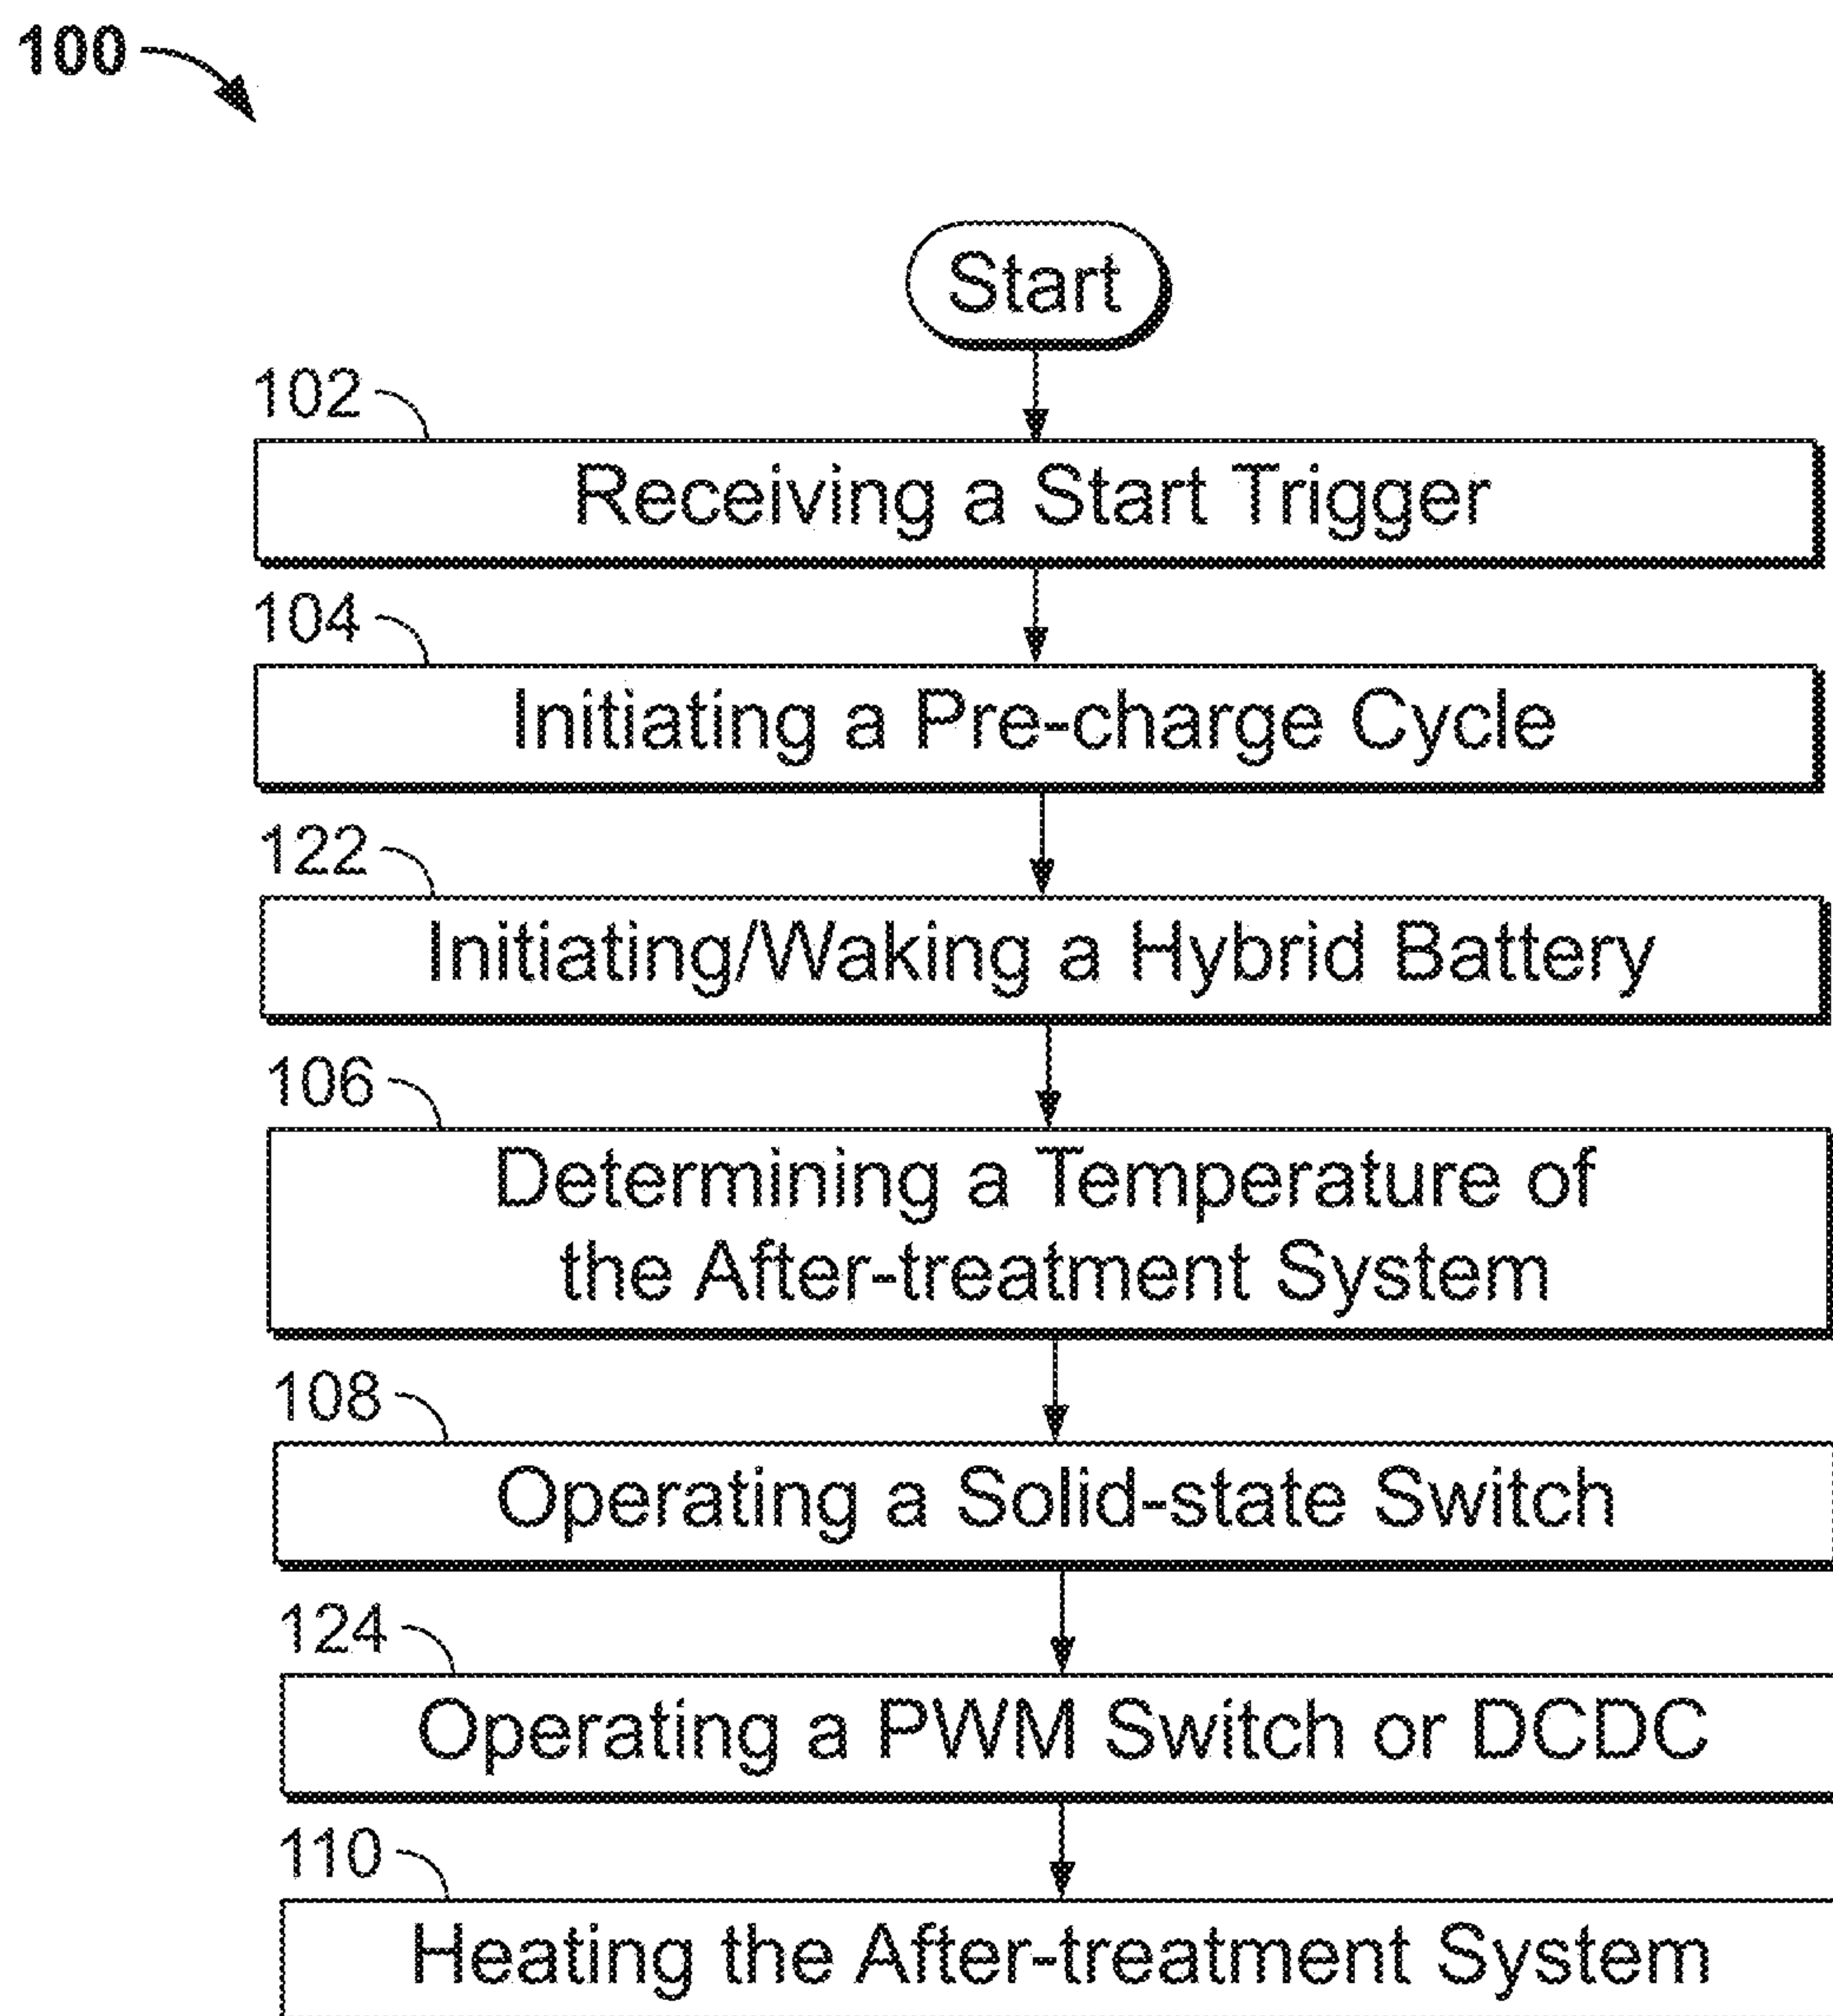 100
Start
102
Receiving a Start Trigger
104
Initiating a Pre-charge Cycle
122
Initiating/Waking a Hybrid Battery
106
Determining a Temperature of
the After-treatment System
108
Operating a Solid-state Switch
124
Operating a PWM Switch or DCDC
110
Heating the After-treatment System